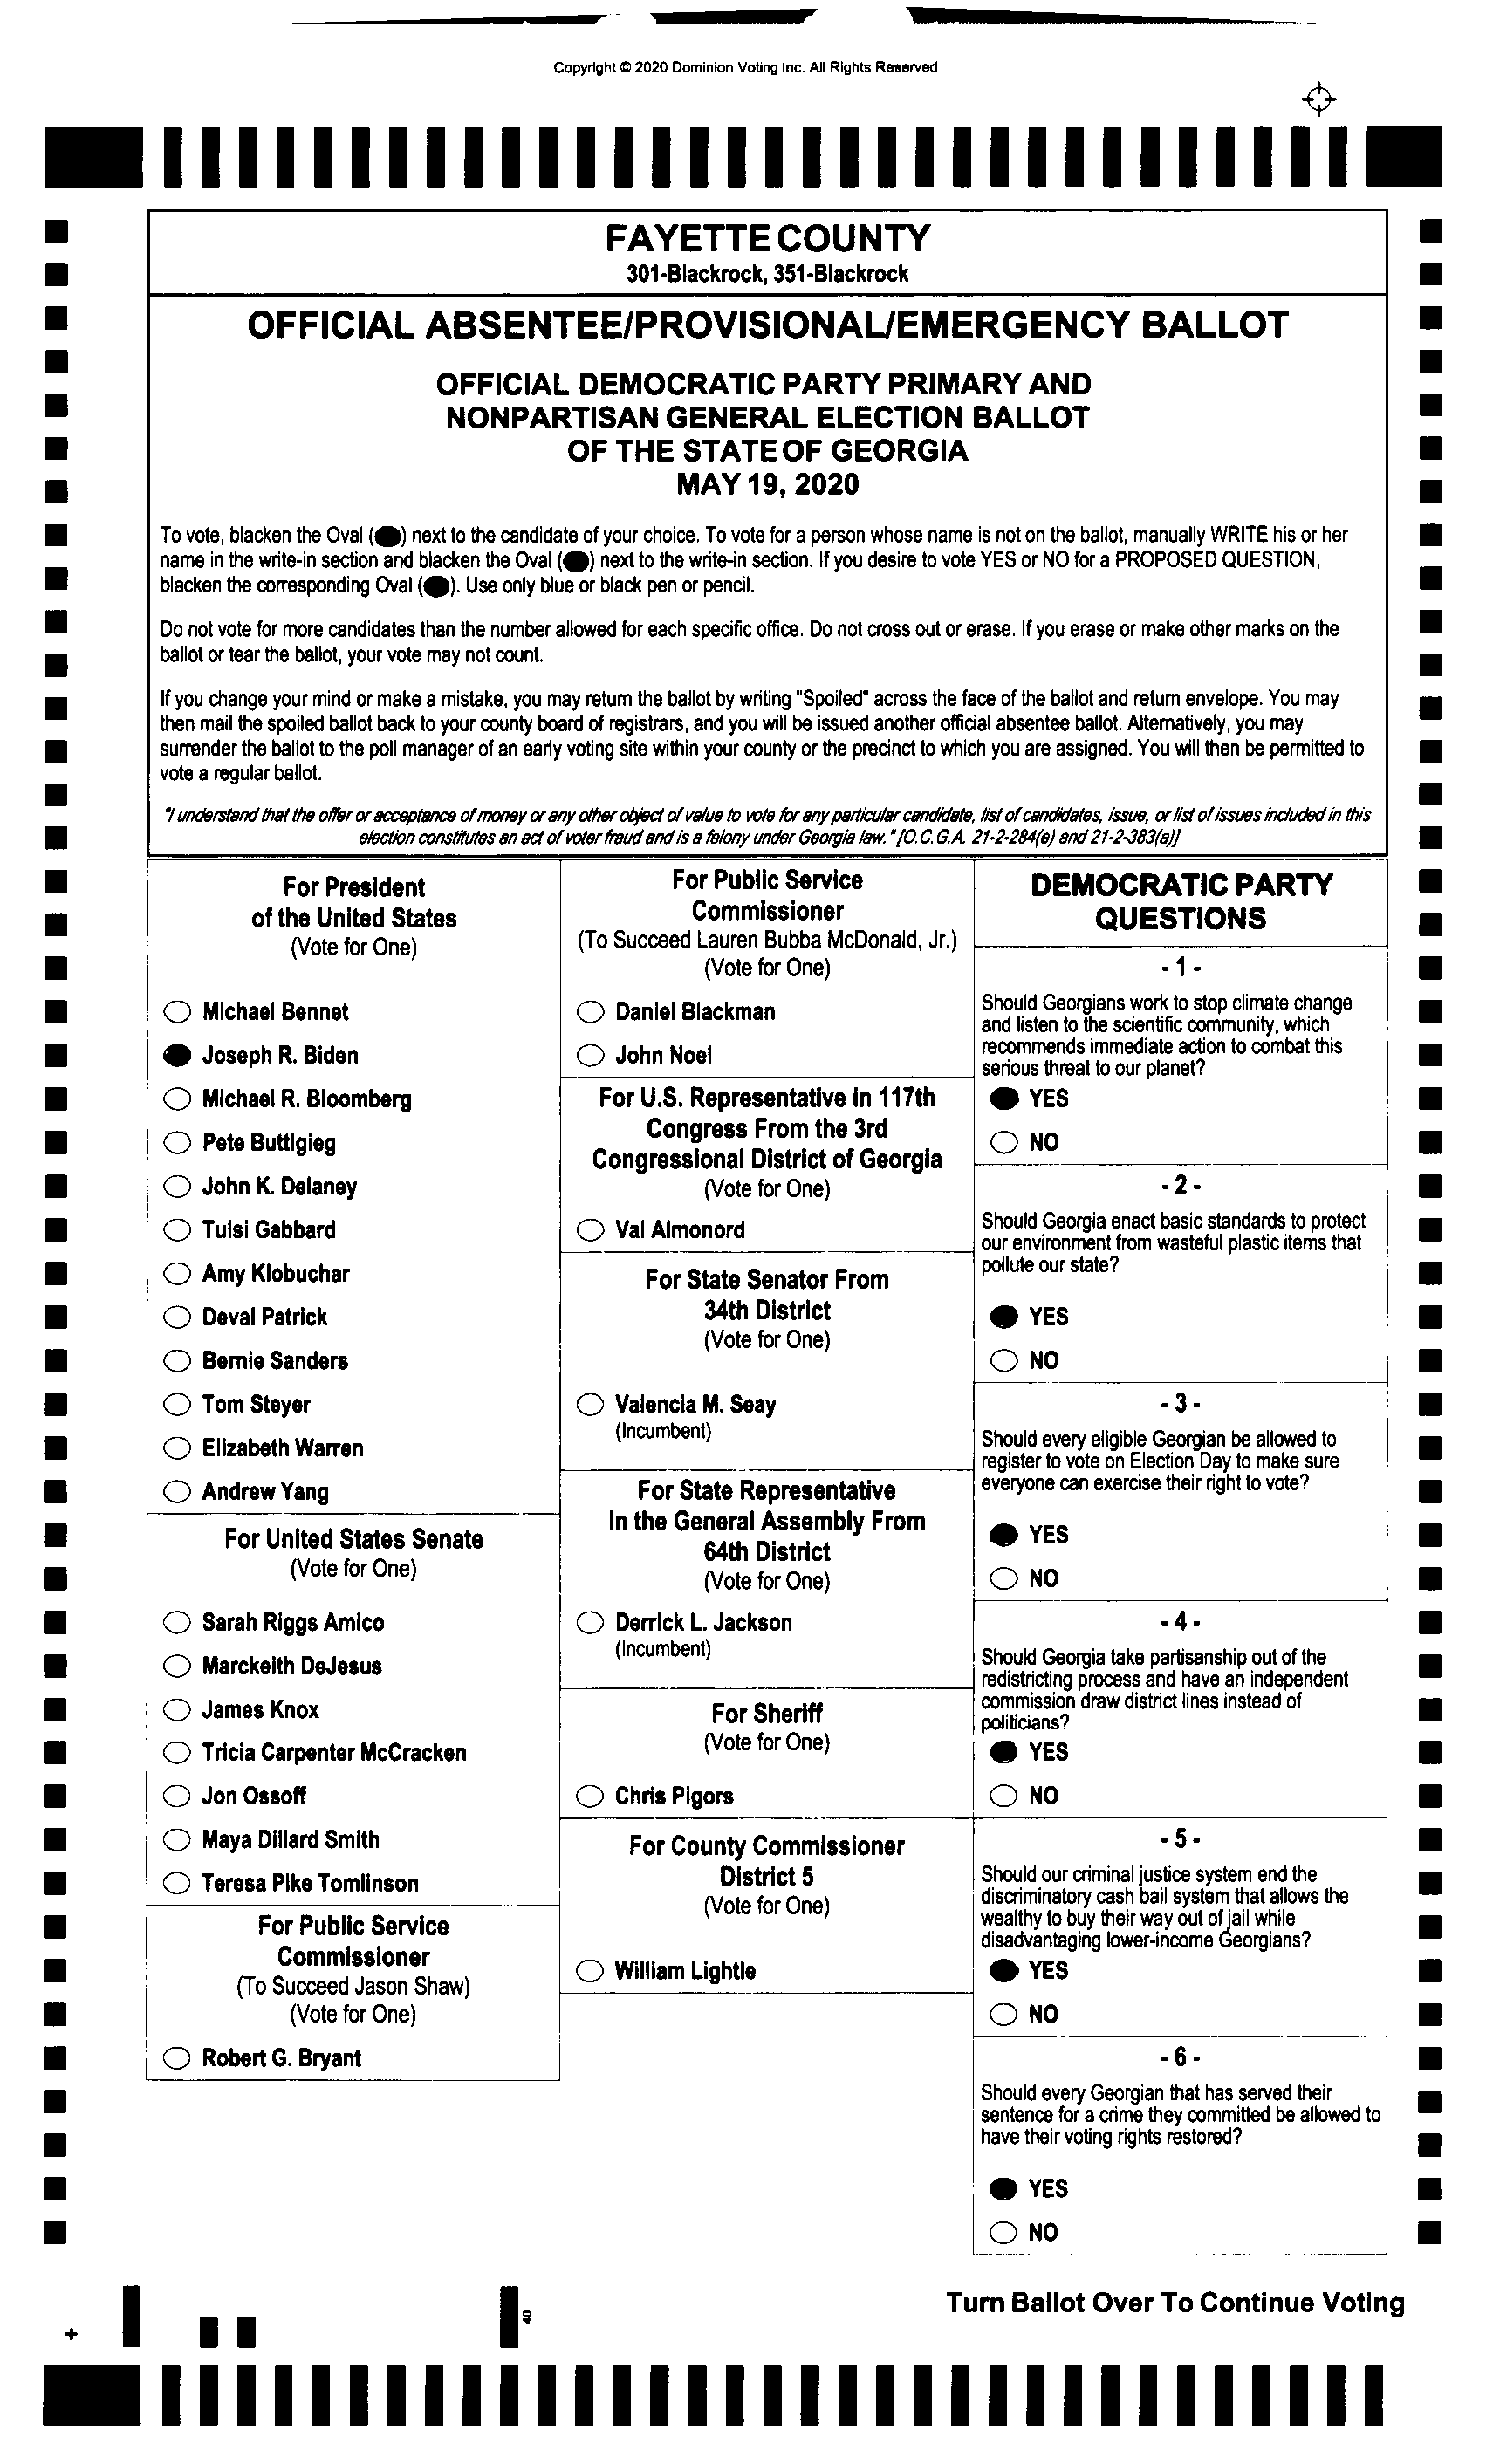 Copyright © 2020 Dominion Voting Inc. All Rights Reserved
FAYETTE COUNTY
301-Blackrock, 351-Blackrock
OFFICIAL ABSENTEE/PROVISIONAL/EMERGENCY BALLOT
OFFICIAL DEMOCRATIC PARTY PRIMARY AND
NONPARTISAN GENERAL ELECTION BALLOT
OF THE STATE OF GEORGIA
MAY 19, 2020
To vote, blacken the Oval (●) next to the candidate of your choice. To vote for a person whose name is not on the ballot, manually WRITE his or her
name in the write-in section and blacken the Oval (●) next to the write-in section. If you desire to vote YES or NO for a PROPOSED QUESTION,
blacken the corresponding Oval (●). Use only blue or black pen or pencil.
Do not vote for more candidates than the number allowed for each specific office. Do not cross out or erase. If you erase or make other marks on the
ballot or tear the ballot, your vote may not count.
If you change your mind or make a mistake, you may return the ballot by writing "Spoiled" across the face of the ballot and return envelope. You may
then mail the spoiled ballot back to your county board of registrars, and you will be issued another official absentee ballot. Alternatively, you may
surrender the ballot to the poll manager of an early voting site within your county or the precinct to which you are assigned. You will then be permitted to
vote a regular ballot.
"I understand that the offer or acceptance of money or any other object of value to vote for any particular candidate, list of candidates, issue, or list of issues included in this
election constitutes an act of voter fraud and is a felony under Georgia law." [O.C.G.A. 21-2-284(e) and 21-2-383(a)]
For President
of the United States
(Vote for One)
Michael Bennet
Joseph R. Biden
Michael R. Bloomberg
Pete Buttigieg
John K. Delaney
Tulsi Gabbard
Amy Klobuchar
Deval Patrick
Bernie Sanders
Tom Steyer
Elizabeth Warren
Andrew Yang
For United States Senate
(Vote for One)
Sarah Riggs Amico
Marckeith DeJesus
James Knox
Tricia Carpenter McCracken
Jon Ossoff
Maya Dillard Smith
Teresa Pike Tomlinson
For Public Service
Commissioner
(To Succeed Jason Shaw)
(Vote for One)
Robert G. Bryant
For Public Service
Commissioner
(To Succeed Lauren Bubba McDonald, Jr.)
(Vote for One)
Daniel Blackman
John Noel
For U.S. Representative in 117th
Congress From the 3rd
Congressional District of Georgia
(Vote for One)
Val Almonord
For State Senator From
34th District
(Vote for One)
Valencia M. Seay
(Incumbent)
For State Representative
In the General Assembly From
64th District
(Vote for One)
Derrick L. Jackson
(Incumbent)
For Sheriff
(Vote for One)
Chris Pigors
For County Commissioner
District 5
(Vote for One)
William Lightle
DEMOCRATIC PARTY
QUESTIONS
- 1 -
Should Georgians work to stop climate change
and listen to the scientific community, which
recommends immediate action to combat this
serious threat to our planet?
YES
NO
- 2 -
Should Georgia enact basic standards to protect
our environment from wasteful plastic items that
pollute our state?
YES
NO
- 3 -
Should every eligible Georgian be allowed to
register to vote on Election Day to make sure
everyone can exercise their right to vote?
YES
NO
- 4 -
Should Georgia take partisanship out of the
redistricting process and have an independent
commission draw district lines instead of
politicians?
YES
NO
- 5 -
Should our criminal justice system end the
discriminatory cash bail system that allows the
wealthy to buy their way out of jail while
disadvantaging lower-income Georgians?
YES
NO
- 6 -
Should every Georgian that has served their
sentence for a crime they committed be allowed to
have their voting rights restored?
YES
NO
Turn Ballot Over To Continue Voting
40